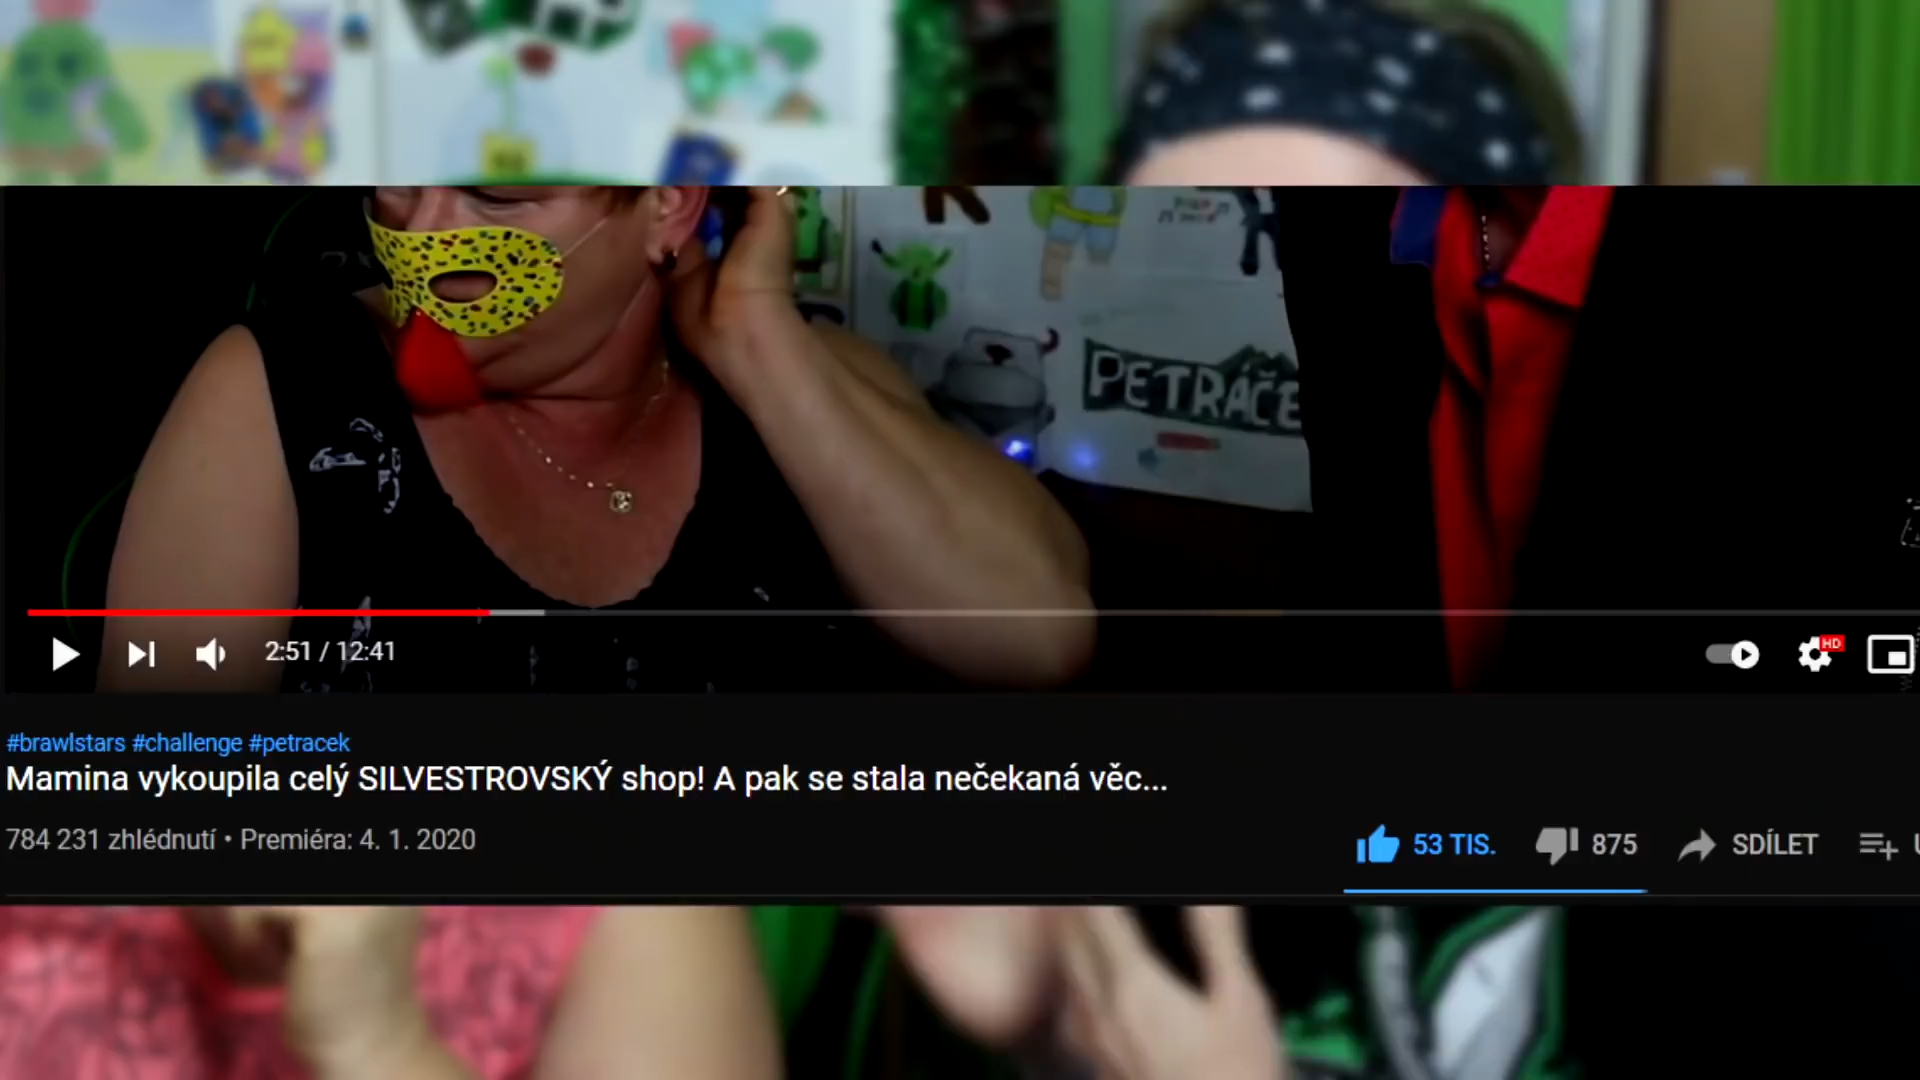 PETRÁČE
2:51 / 12:41
HD
#brawlstars #challenge #petracek
Mamina vykoupila celý SILVESTROVSKÝ shop! A pak se stala nečekaná věc...
784 231 zhlédnutí • Premiéra: 4. 1. 2020
53 TIS. 875 SDÍLET